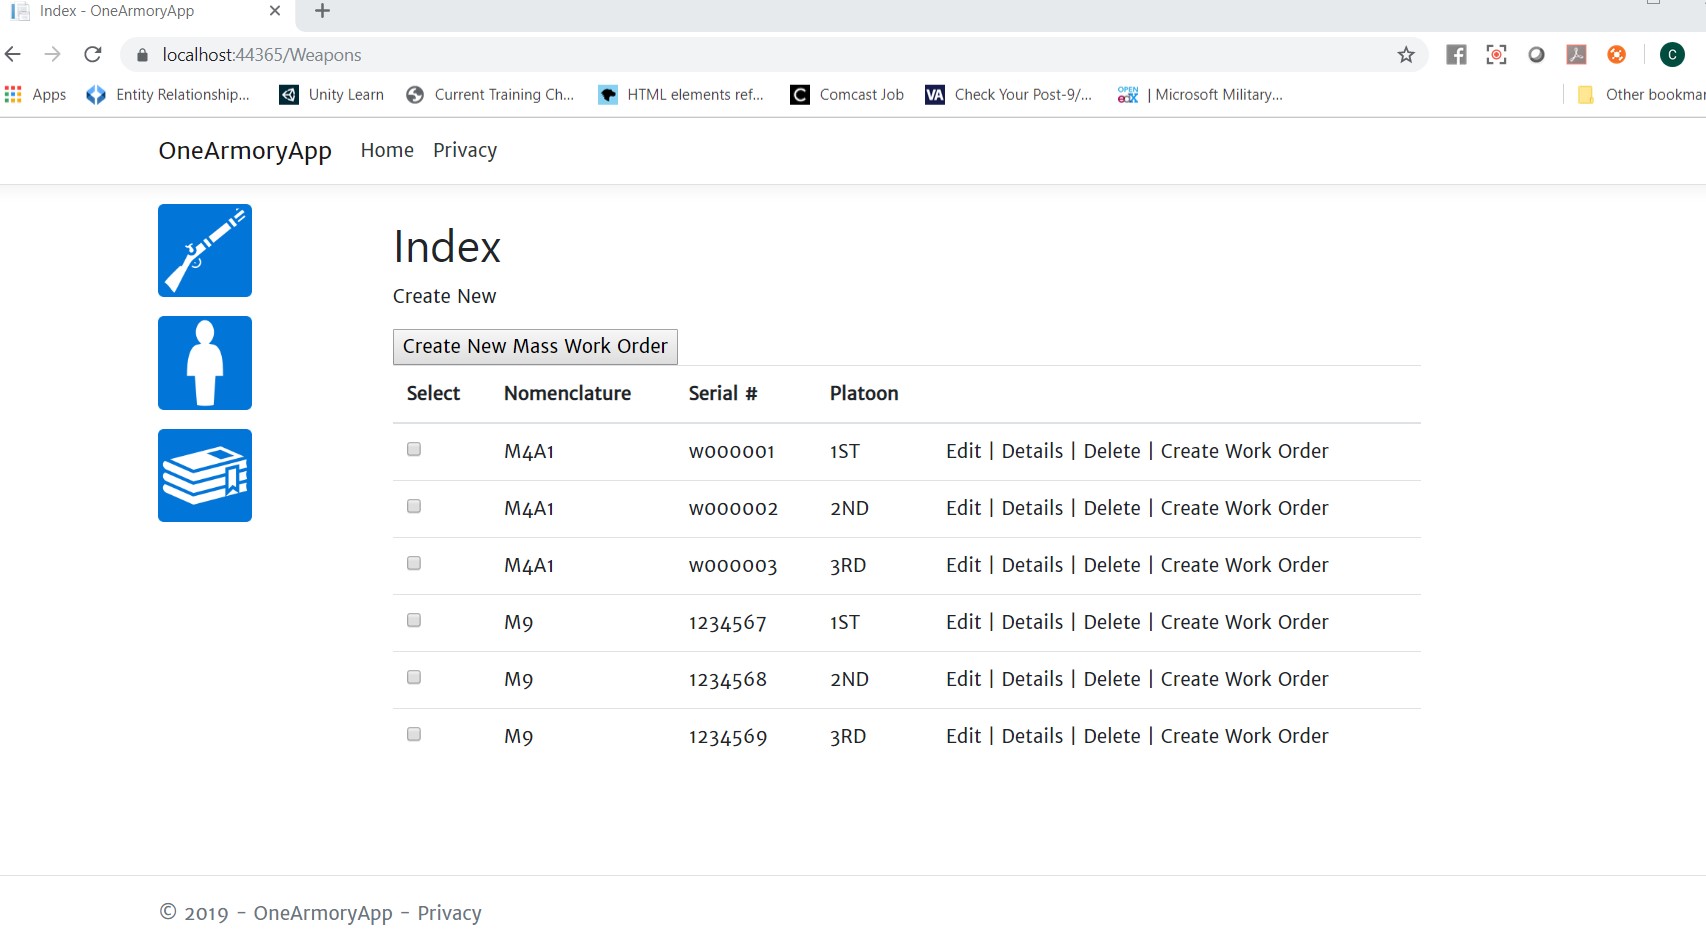 Index - OneArmoryApp
localhost:44365/Weapons
C
Apps Entity Relationship... Unity Learn Current Training Ch... HTML elements ref... C Comcast Job VA Check Your Post-9/... OPEN edX | Microsoft Military... Other bookmar
OneArmoryApp Home Privacy
Index
Create New
Create New Mass Work Order
Select Nomenclature Serial # Platoon
M4A1 w000001 1ST Edit | Details | Delete | Create Work Order
M4A1 w000002 2ND Edit | Details | Delete | Create Work Order
M4A1 w000003 3RD Edit | Details | Delete | Create Work Order
M9 1234567 1ST Edit | Details | Delete | Create Work Order
M9 1234568 2ND Edit | Details | Delete | Create Work Order
M9 1234569 3RD Edit | Details | Delete | Create Work Order
© 2019 - OneArmoryApp - Privacy